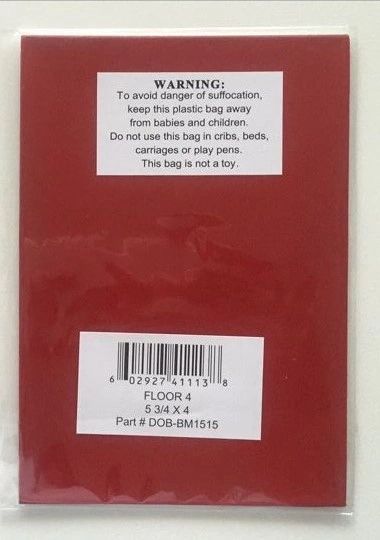 WARNING:
To avoid danger of suffocation,
keep this plastic bag away
from babies and children.
Do not use this bag in cribs, beds,
carriages or play pens.
This bag is not a toy.
6 02927 41113 8
FLOOR 4
5 3/4 X 4
Part # DOB-BM1515